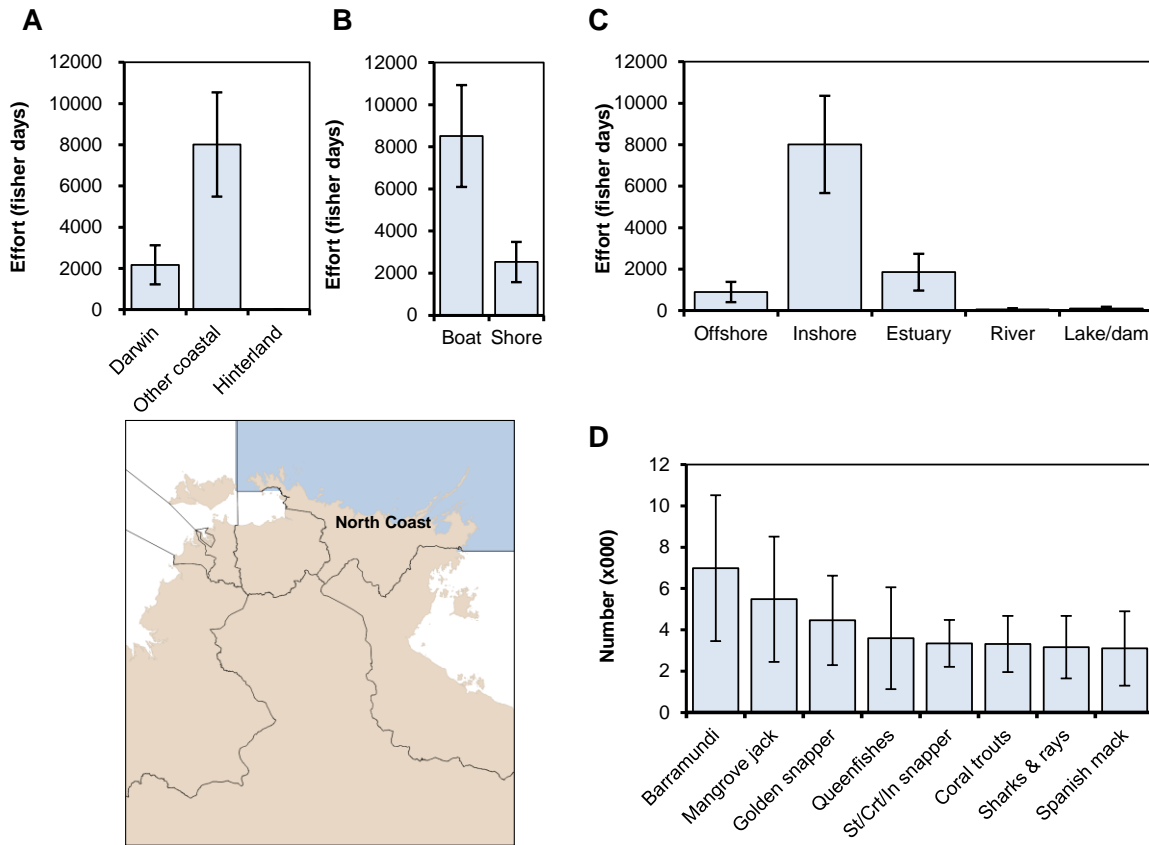 A
Effort (fisher days)
12000
10000
8000
6000
4000
2000
0
Darwin
Other coastal
Hinterland
B
Effort (fisher days)
12000
10000
8000
6000
4000
2000
0
Boat Shore
C
Effort (fisher days)
12000
10000
8000
6000
4000
2000
0
Offshore Inshore Estuary River Lake/dam
North Coast
D
Number (x000)
12
10
8
6
4
2
0
Barramundi
Mangrove jack
Golden snapper
Queenfishes
St/Crt/In snapper
Coral trouts
Sharks & rays
Spanish mack